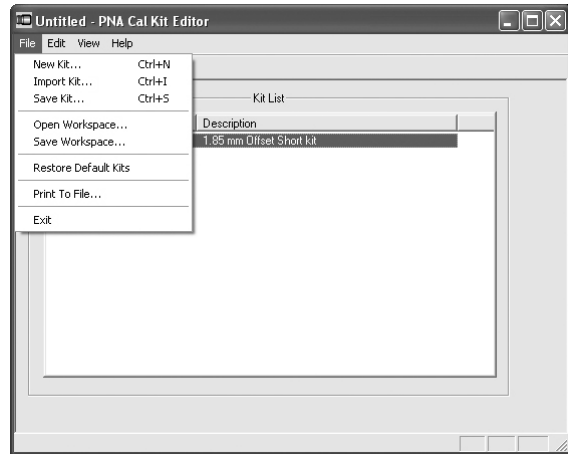 Untitled - PNA Cal Kit Editor
File Edit View Help
New Kit... Ctrl+N
Import Kit... Ctrl+I
Save Kit... Ctrl+S
Open Workspace...
Save Workspace...
Restore Default Kits
Print To File...
Exit
Kit List
Description
1.85 mm Offset Short kit